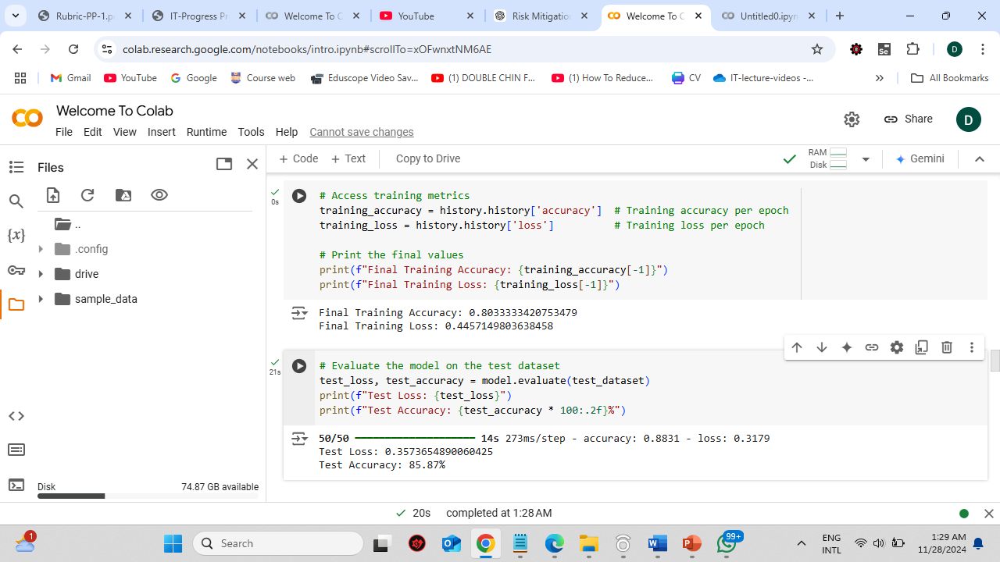 Rubric-PP-1.p
IT-Progress Pr
Welcome To C
YouTube
Risk Mitigation
Welcome To C
Untitled0.ipyn
colab.research.google.com/notebooks/intro.ipynb#scrollTo=xOFwnxtNM6AE
Se
D
Gmail
YouTube
Google
Course web
Eduscope Video Sav...
(1) DOUBLE CHIN F...
(1) How To Reduce...
CV
IT-lecture-videos -...
All Bookmarks
Welcome To Colab
File Edit View Insert Runtime Tools Help Cannot save changes
Share
D
Files
+ Code + Text Copy to Drive
RAM
Disk
Gemini
..
.config
drive
sample_data
{x}
Disk 74.87 GB available
0s
# Access training metrics
training_accuracy = history.history['accuracy'] # Training accuracy per epoch
training_loss = history.history['loss'] # Training loss per epoch
# Print the final values
print(f"Final Training Accuracy: {training_accuracy[-1]}")
print(f"Final Training Loss: {training_loss[-1]}")
Final Training Accuracy: 0.8033333420753479
Final Training Loss: 0.4457149803638458
21s
# Evaluate the model on the test dataset
test_loss, test_accuracy = model.evaluate(test_dataset)
print(f"Test Loss: {test_loss}")
print(f"Test Accuracy: {test_accuracy * 100:.2f}%")
50/50 ━━━━━━━━━━━━━━━━━━━━ 14s 273ms/step - accuracy: 0.8831 - loss: 0.3179
Test Loss: 0.3573654890060425
Test Accuracy: 85.87%
20s completed at 1:28 AM
1
Search
99+
ENG
INTL
1:29 AM
11/28/2024